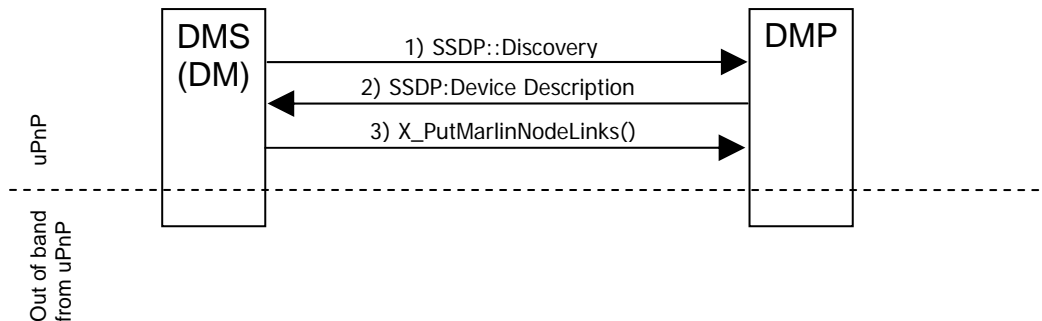 DMS
(DM)
DMP
1) SSDP::Discovery
2) SSDP:Device Description
3) X_PutMarlinNodeLinks()
uPnP
Out of band
from uPnP